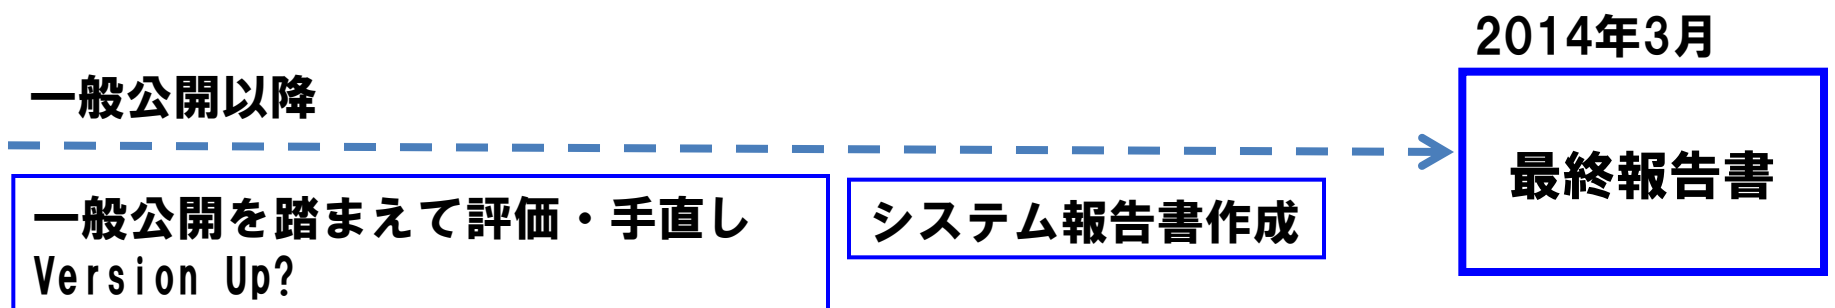 2014年3月
一般公開以降
最終報告書
一般公開を踏まえて評価・手直し
Version Up?
システム報告書作成